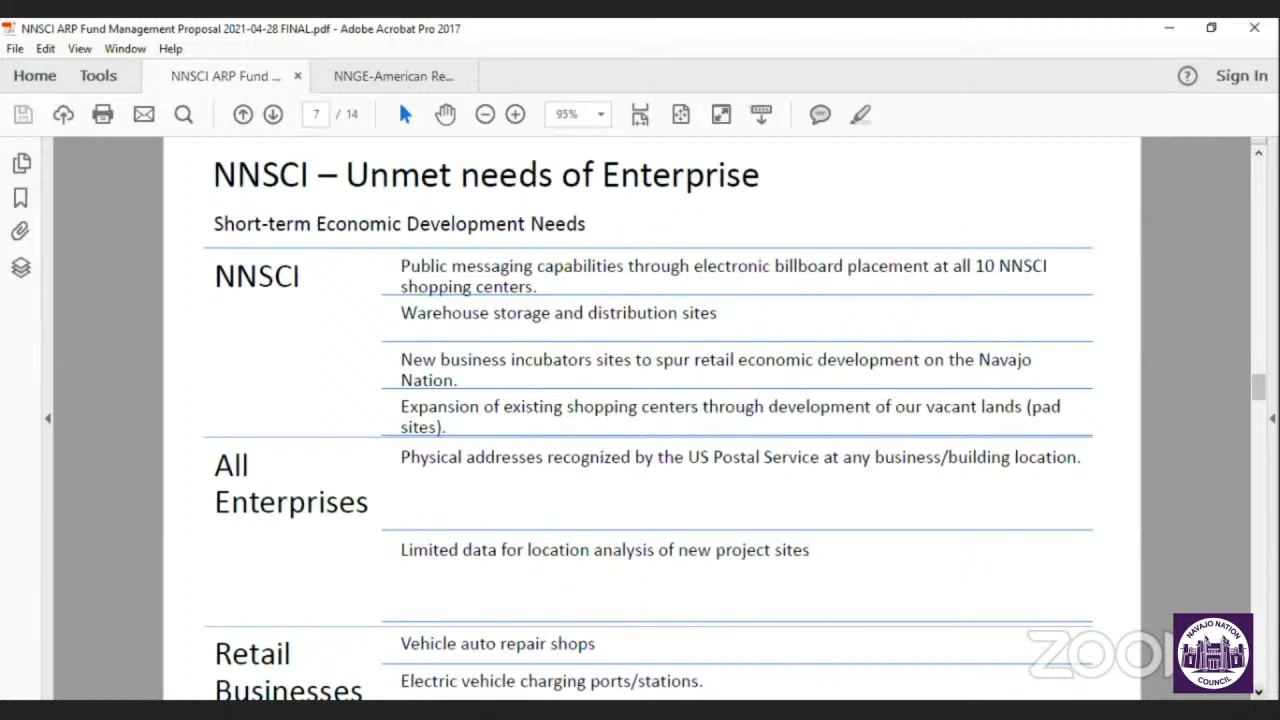 NNSCI ARP Fund Management Proposal 2021-04-28 FINAL.pdf - Adobe Acrobat Pro 2017
File Edit View Window Help
Home Tools NNSCI ARP Fund ... × NNGE-American Re... Sign In
7 / 14 95%
NNSCI – Unmet needs of Enterprise
Short-term Economic Development Needs
NNSCI
Public messaging capabilities through electronic billboard placement at all 10 NNSCI
shopping centers.
Warehouse storage and distribution sites
New business incubators sites to spur retail economic development on the Navajo
Nation.
Expansion of existing shopping centers through development of our vacant lands (pad
sites).
All
Enterprises
Physical addresses recognized by the US Postal Service at any business/building location.
Limited data for location analysis of new project sites
Retail
Businesses
Vehicle auto repair shops
Electric vehicle charging ports/stations.
NAVAJO NATION
COUNCIL